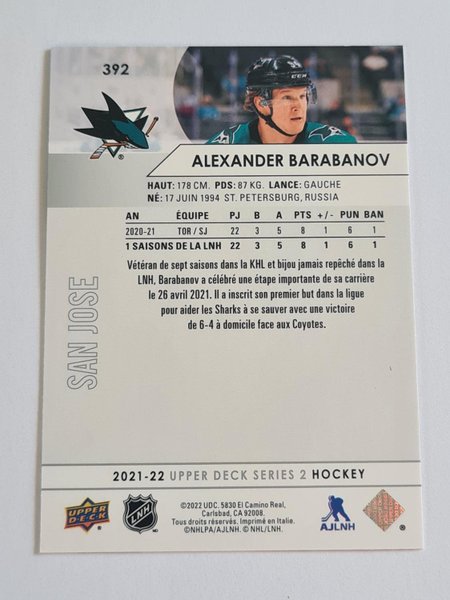 392
ALEXANDER BARABANOV
HAUT: 178 CM. PDS: 87 KG. LANCE: GAUCHE
NÉ: 17 JUIN 1994 ST. PETERSBURG, RUSSIA
AN ÉQUIPE PJ B A PTS +/- PUN BAN
2020-21 TOR / SJ 22 3 5 8 1 6 1
1 SAISONS DE LA LNH 22 3 5 8 1 6 1
Vétéran de sept saisons dans la KHL et bijou jamais repêché dans la
LNH, Barabanov a célébré une étape importante de sa carrière
le 26 avril 2021. Il a inscrit son premier but dans la ligue
pour aider les Sharks à se sauver avec une victoire
de 6-4 à domicile face aux Coyotes.
SAN JOSE
2021-22 UPPER DECK SERIES 2 HOCKEY
UPPER DECK
LNH
©2022 UDC. 5830 El Camino Real,
Carlsbad, CA 92008.
Tous droits réservés. Imprimé en Italie.
©NHLPA/AJLNH. © NHL/LNH.
AJLNH
®